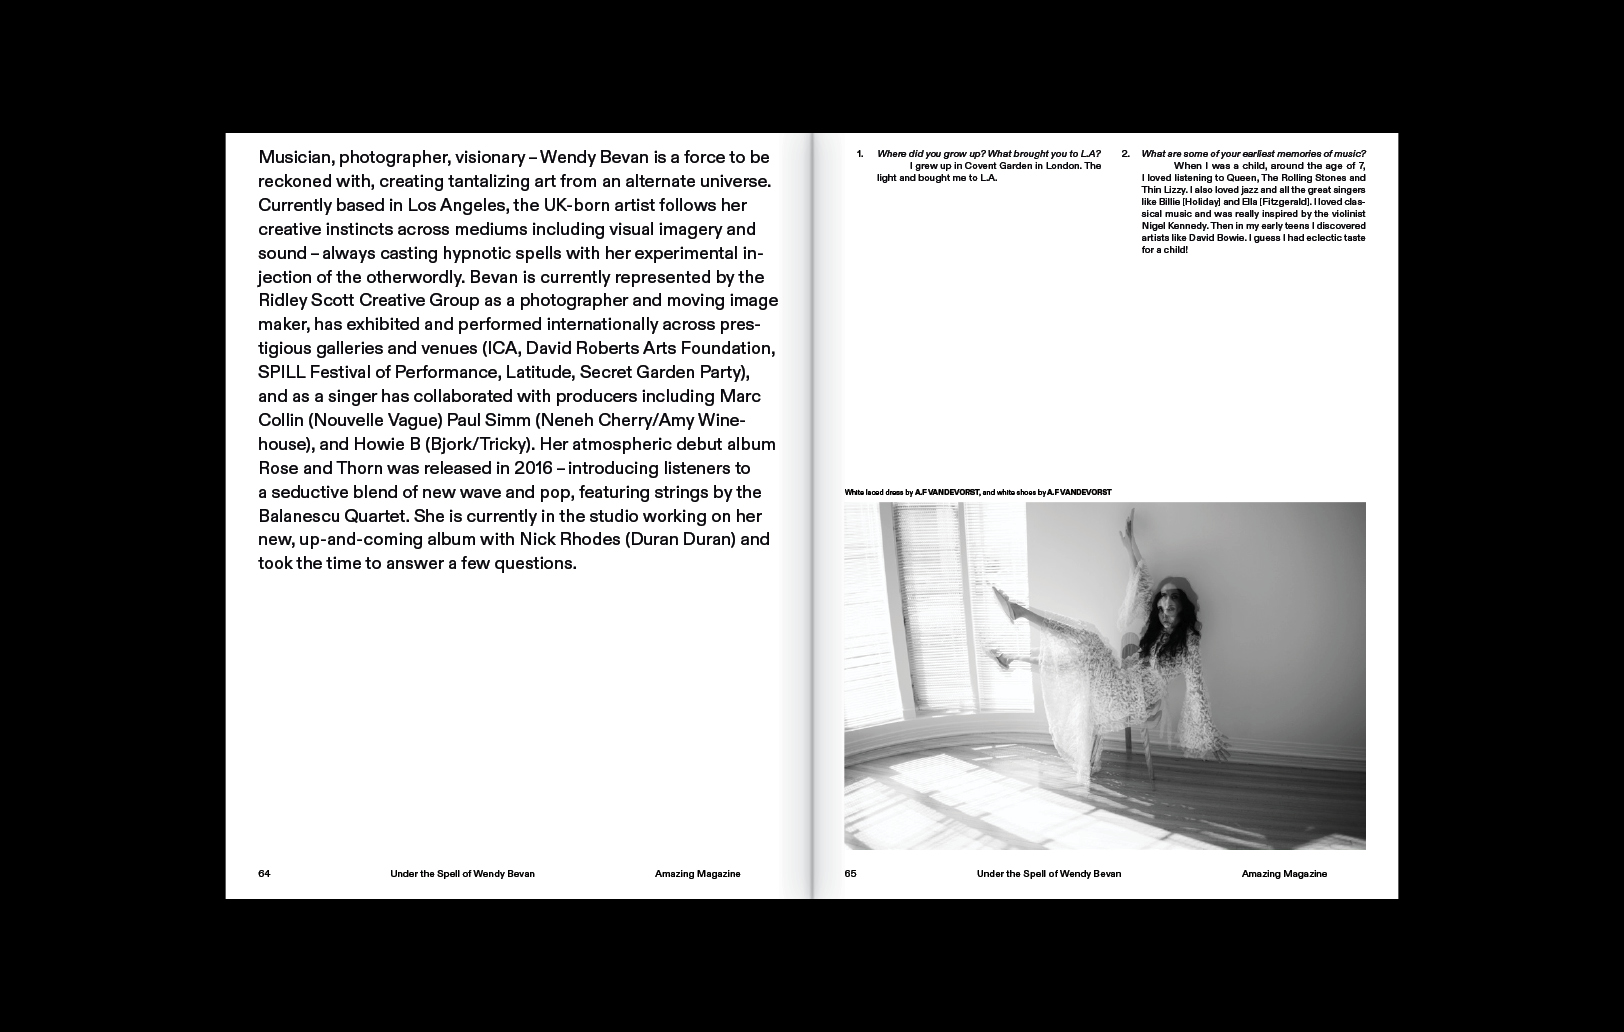 Musician, photographer, visionary – Wendy Bevan is a force to be
reckoned with, creating tantalizing art from an alternate universe.
Currently based in Los Angeles, the UK-born artist follows her
creative instincts across mediums including visual imagery and
sound – always casting hypnotic spells with her experimental in-
jection of the otherwordly. Bevan is currently represented by the
Ridley Scott Creative Group as a photographer and moving image
maker, has exhibited and performed internationally across pres-
tigious galleries and venues (ICA, David Roberts Arts Foundation,
SPILL Festival of Performance, Latitude, Secret Garden Party),
and as a singer has collaborated with producers including Marc
Collin (Nouvelle Vague) Paul Simm (Neneh Cherry/Amy Wine-
house), and Howie B (Bjork/Tricky). Her atmospheric debut album
Rose and Thorn was released in 2016 – introducing listeners to
a seductive blend of new wave and pop, featuring strings by the
Balanescu Quartet. She is currently in the studio working on her
new, up-and-coming album with Nick Rhodes (Duran Duran) and
took the time to answer a few questions.
64 Under the Spell of Wendy Bevan Amazing Magazine
1. Where did you grow up? What brought you to L.A?
I grew up in Covent Garden in London. The
light and bought me to L.A.
2. What are some of your earliest memories of music?
When I was a child, around the age of 7,
I loved listening to Queen, The Rolling Stones and
Thin Lizzy. I also loved jazz and all the great singers
like Billie [Holiday] and Ella [Fitzgerald]. I loved clas-
sical music and was really inspired by the violinist
Nigel Kennedy. Then in my early teens I discovered
artists like David Bowie. I guess I had eclectic taste
for a child!
White laced dress by A.F VANDEVORST, and white shoes by A.F VANDEVORST
65 Under the Spell of Wendy Bevan Amazing Magazine